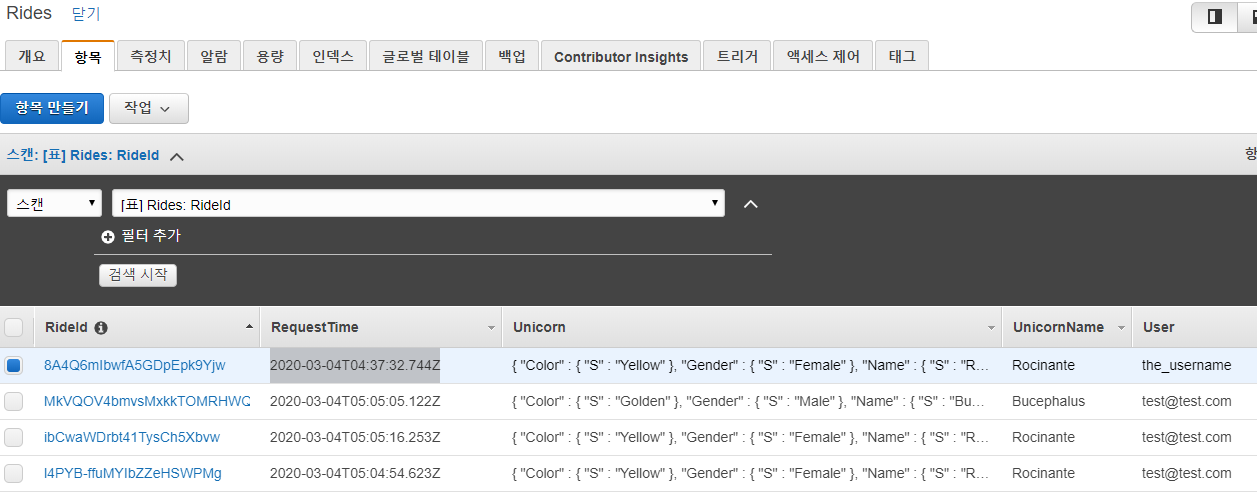 Rides 닫기
개요 항목 측정치 알람 용량 인덱스 글로벌 테이블 백업 Contributor Insights 트리거 액세스 제어 태그
항목 만들기 작업
스캔: [표] Rides: RideId
스캔 [표] Rides: RideId
필터 추가
검색 시작
RideId RequestTime Unicorn UnicornName User
8A4Q6mIbwfA5GDpEpk9Yjw 2020-03-04T04:37:32.744Z { "Color" : { "S" : "Yellow" }, "Gender" : { "S" : "Female" }, "Name" : { "S" : "R... Rocinante the_username
MkVQOV4bmvsMxkkTOMRHWQ 2020-03-04T05:05:05.122Z { "Color" : { "S" : "Golden" }, "Gender" : { "S" : "Male" }, "Name" : { "S" : "Bu... Bucephalus test@test.com
ibCwaWDrbt41TysCh5Xbvw 2020-03-04T05:05:16.253Z { "Color" : { "S" : "Yellow" }, "Gender" : { "S" : "Female" }, "Name" : { "S" : "R... Rocinante test@test.com
l4PYB-ffuMYIbZZeHSWPMg 2020-03-04T05:04:54.623Z { "Color" : { "S" : "Yellow" }, "Gender" : { "S" : "Female" }, "Name" : { "S" : "R... Rocinante test@test.com